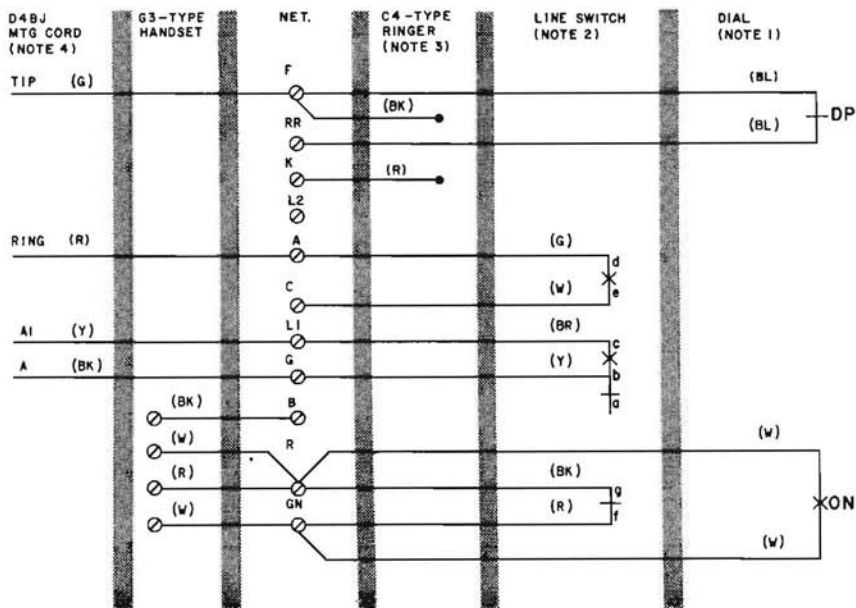 D4BJ MTG CORD (NOTE 4)
G3-TYPE HANDSET
NET.
C4-TYPE RINGER (NOTE 3)
LINE SWITCH (NOTE 2)
DIAL (NOTE 1)
TIP (G) F (BL)
(BK) DP
RR (BL)
K (R)
L2
RING (R) A (G)
d
C (W) e
A1 (Y) L1 (BR)
c
A (BK) G (Y) b
a
(BK) B
(W) R (W)
(R) (BK) g
ON
(W) GN (R) f
(W)